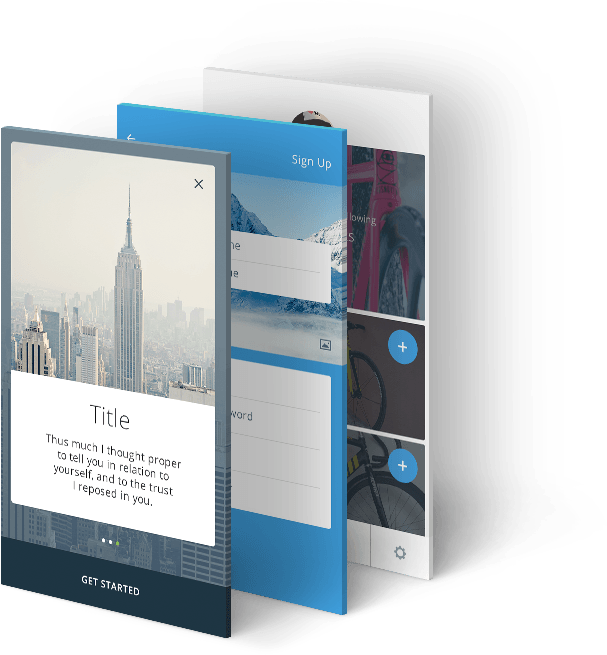 Sign Up
lowing
S
ne
ne
word
Title
Thus much I thought proper
to tell you in relation to
yourself, and to the trust
I reposed in you.
GET STARTED